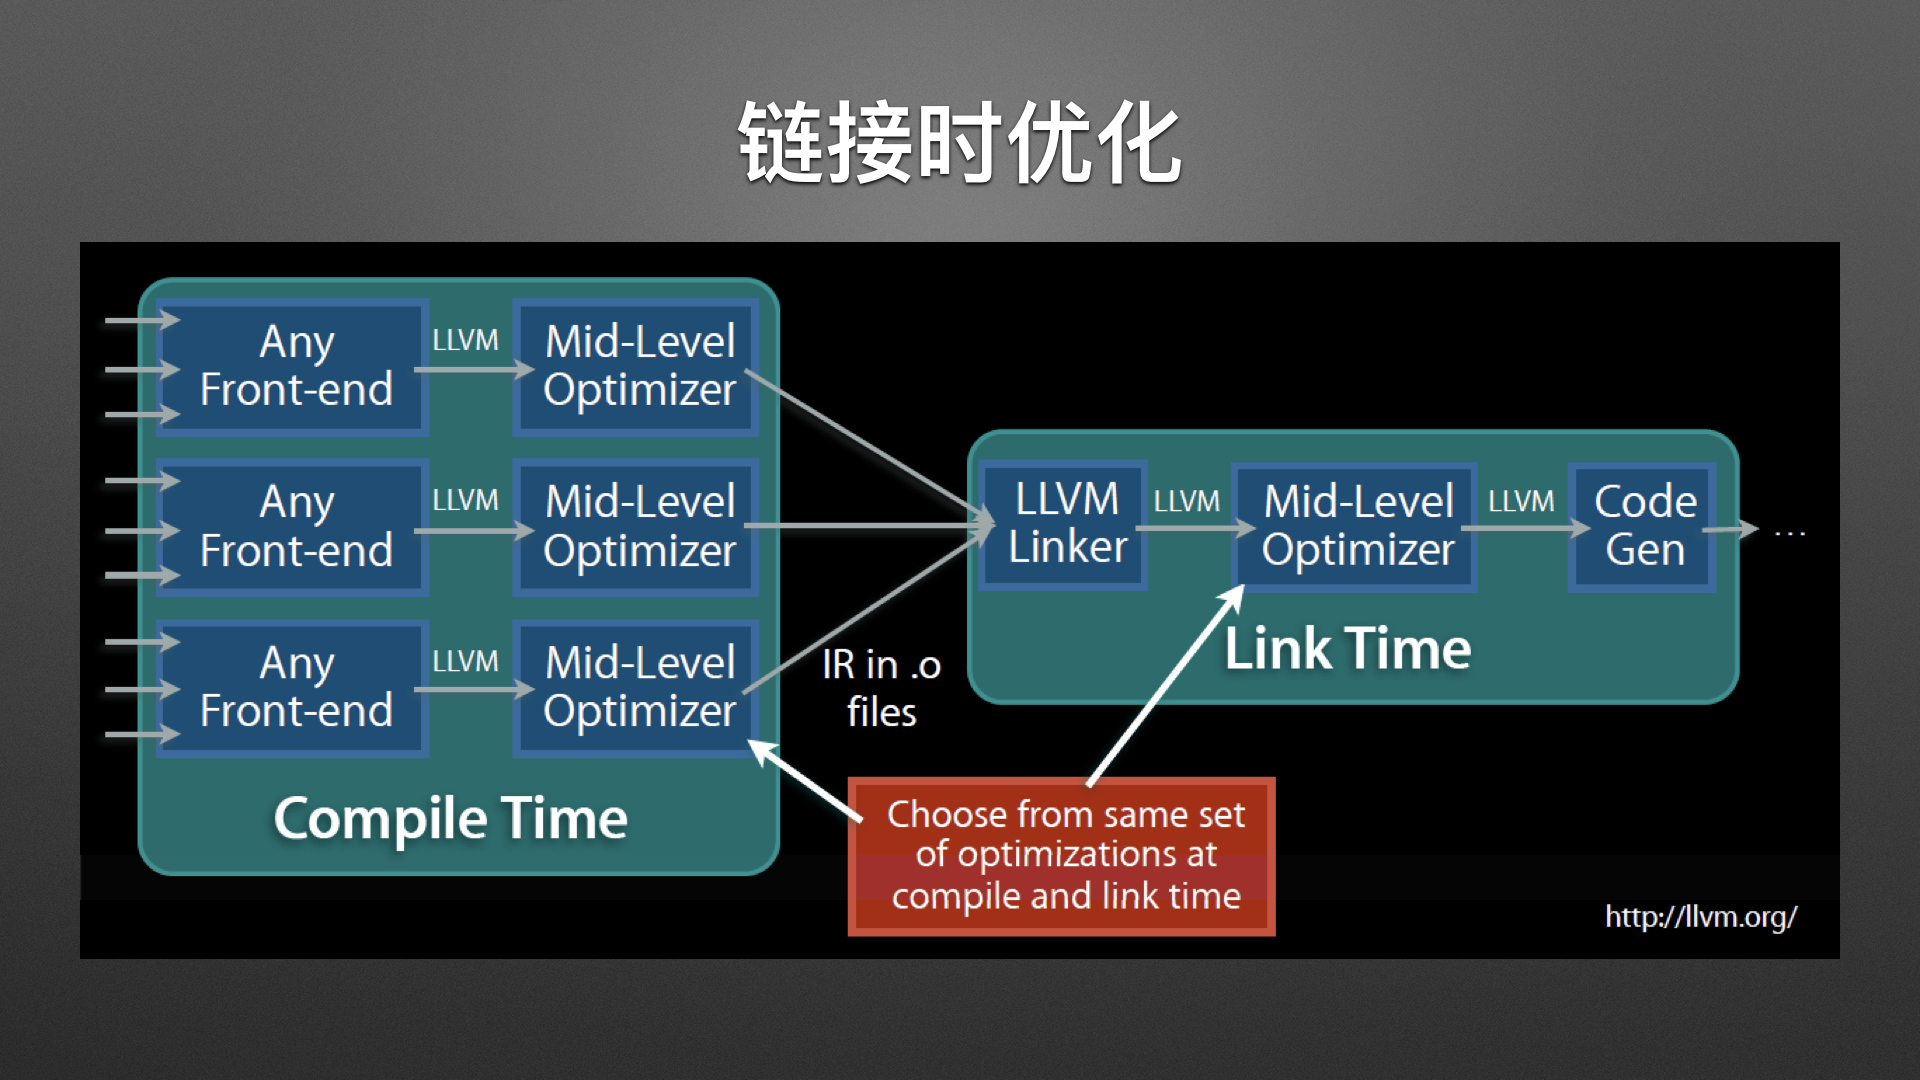 链接时优化
Any
Front-end
LLVM
Mid-Level
Optimizer
Any
Front-end
LLVM
Mid-Level
Optimizer
Any
Front-end
LLVM
Mid-Level
Optimizer
Compile Time
IR in .o
files
LLVM
Linker
LLVM
Mid-Level
Optimizer
LLVM
Code
Gen
...
Link Time
Choose from same set
of optimizations at
compile and link time
http://llvm.org/